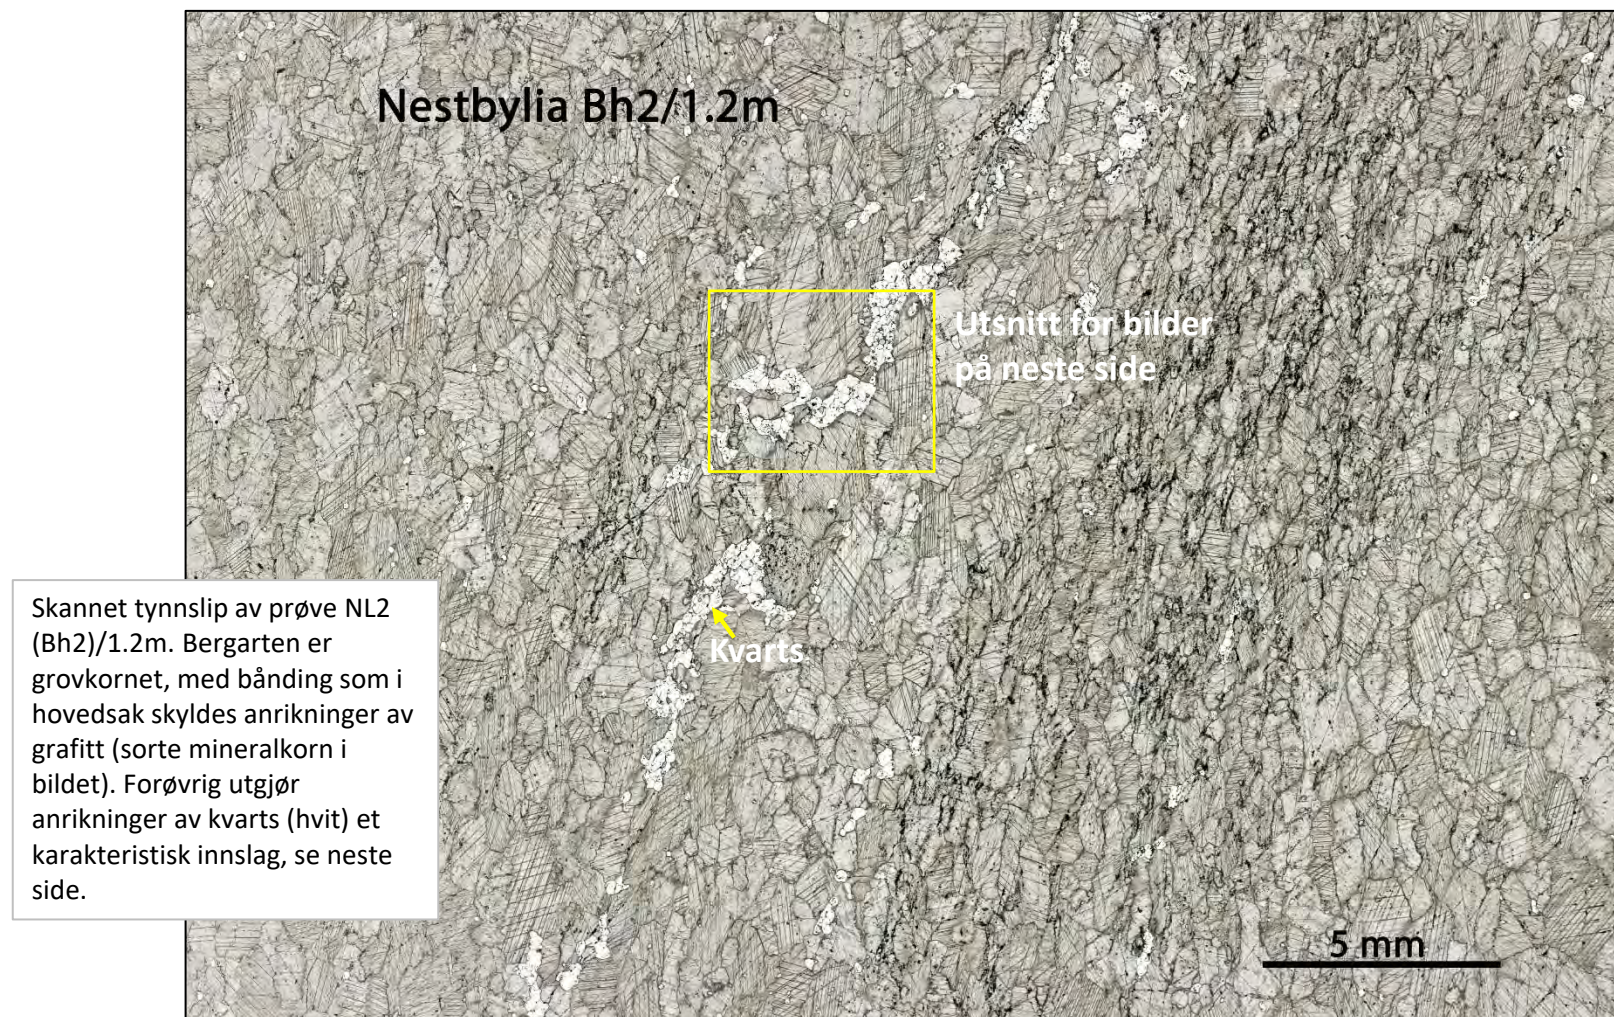 Nestbylia Bh2/1.2m
Utsnitt for bilder
på neste side
Skannet tynnslip av prøve NL2
(Bh2)/1.2m. Bergarten er
grovkornet, med bånding som i
hovedsak skyldes anrikninger av
grafitt (sorte mineralkorn i
bildet). Forøvrig utgjør
anrikninger av kvarts (hvit) et
karakteristisk innslag, se neste
side.
Kvarts
5 mm